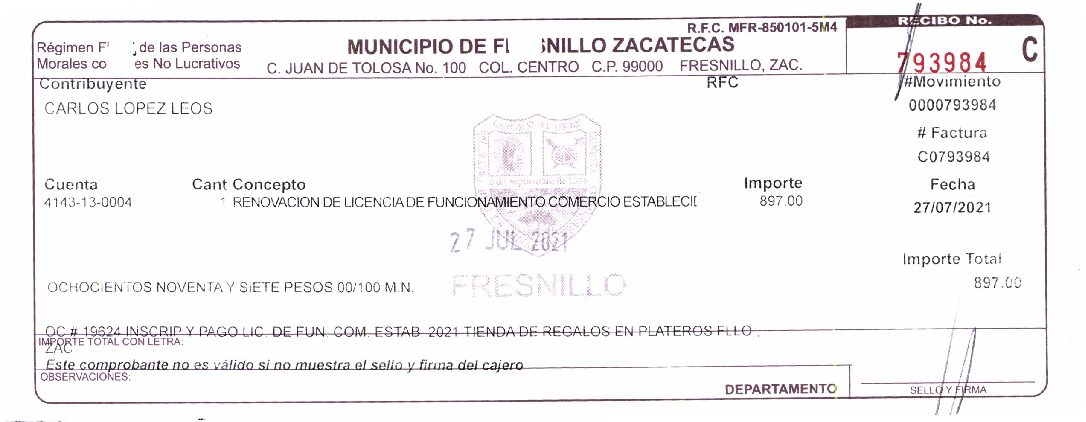 R.F.C. MFR-850101-5M4
RECIBO No.
Régimen F de las Personas
MUNICIPIO DE F NILLO ZACATECAS
793984 C
Morales co es No Lucrativos
C. JUAN DE TOLOSA No. 100 COL. CENTRO C.P. 99000 FRESNILLO, ZAC.
Contribuyente
RFC
#Movimiento
CARLOS LOPEZ LEOS
0000793984
# Factura
C0793984
Cuenta Cant Concepto Importe Fecha
4143-13-0004 1 RENOVACION DE LICENCIA DE FUNCIONAMIENTO COMERCIO ESTABLECI 897.00 27/07/2021
27 JUL 2021
Importe Total
OCHOCIENTOS NOVENTA Y SIETE PESOS 00/100 M.N. 897.00
FRESNILLO
OC # 19624 INSCRIP Y PAGO LIC. DE FUN. COM. ESTAB. 2021 TIENDA DE REGALOS EN PLATEROS FLLO ,
IMPORTE TOTAL CON LETRA:
ZAC
Este comprobante no es válido si no muestra el sello y firma del cajero
OBSERVACIONES:
DEPARTAMENTO
SELLO Y FIRMA